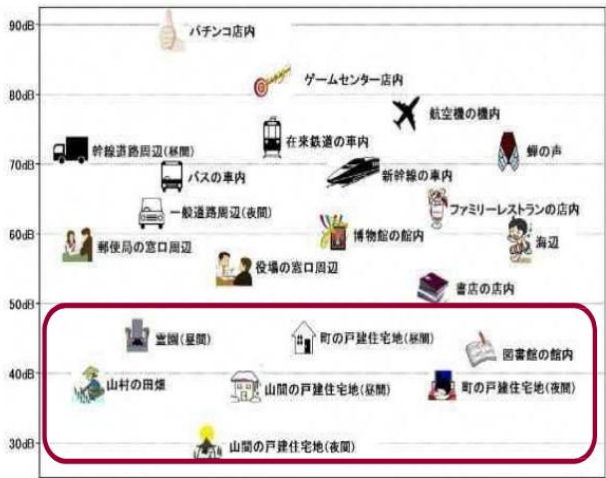 90dB
パチンコ店内
ゲームセンター店内
80dB
航空機の機内
在来鉄道の車内
幹線道路周辺(昼間)
蝉の声
70dB
バスの車内
新幹線の車内
一般道路周辺(夜間)
ファミリーレストランの店内
60dB
郵便局の窓口周辺
博物館の館内
海辺
役場の窓口周辺
書店の店内
50dB
霊園(昼間)
町の戸建住宅地(昼間)
図書館の館内
40dB
山村の田畑
山間の戸建住宅地(昼間)
町の戸建住宅地(夜間)
30dB
山間の戸建住宅地(夜間)